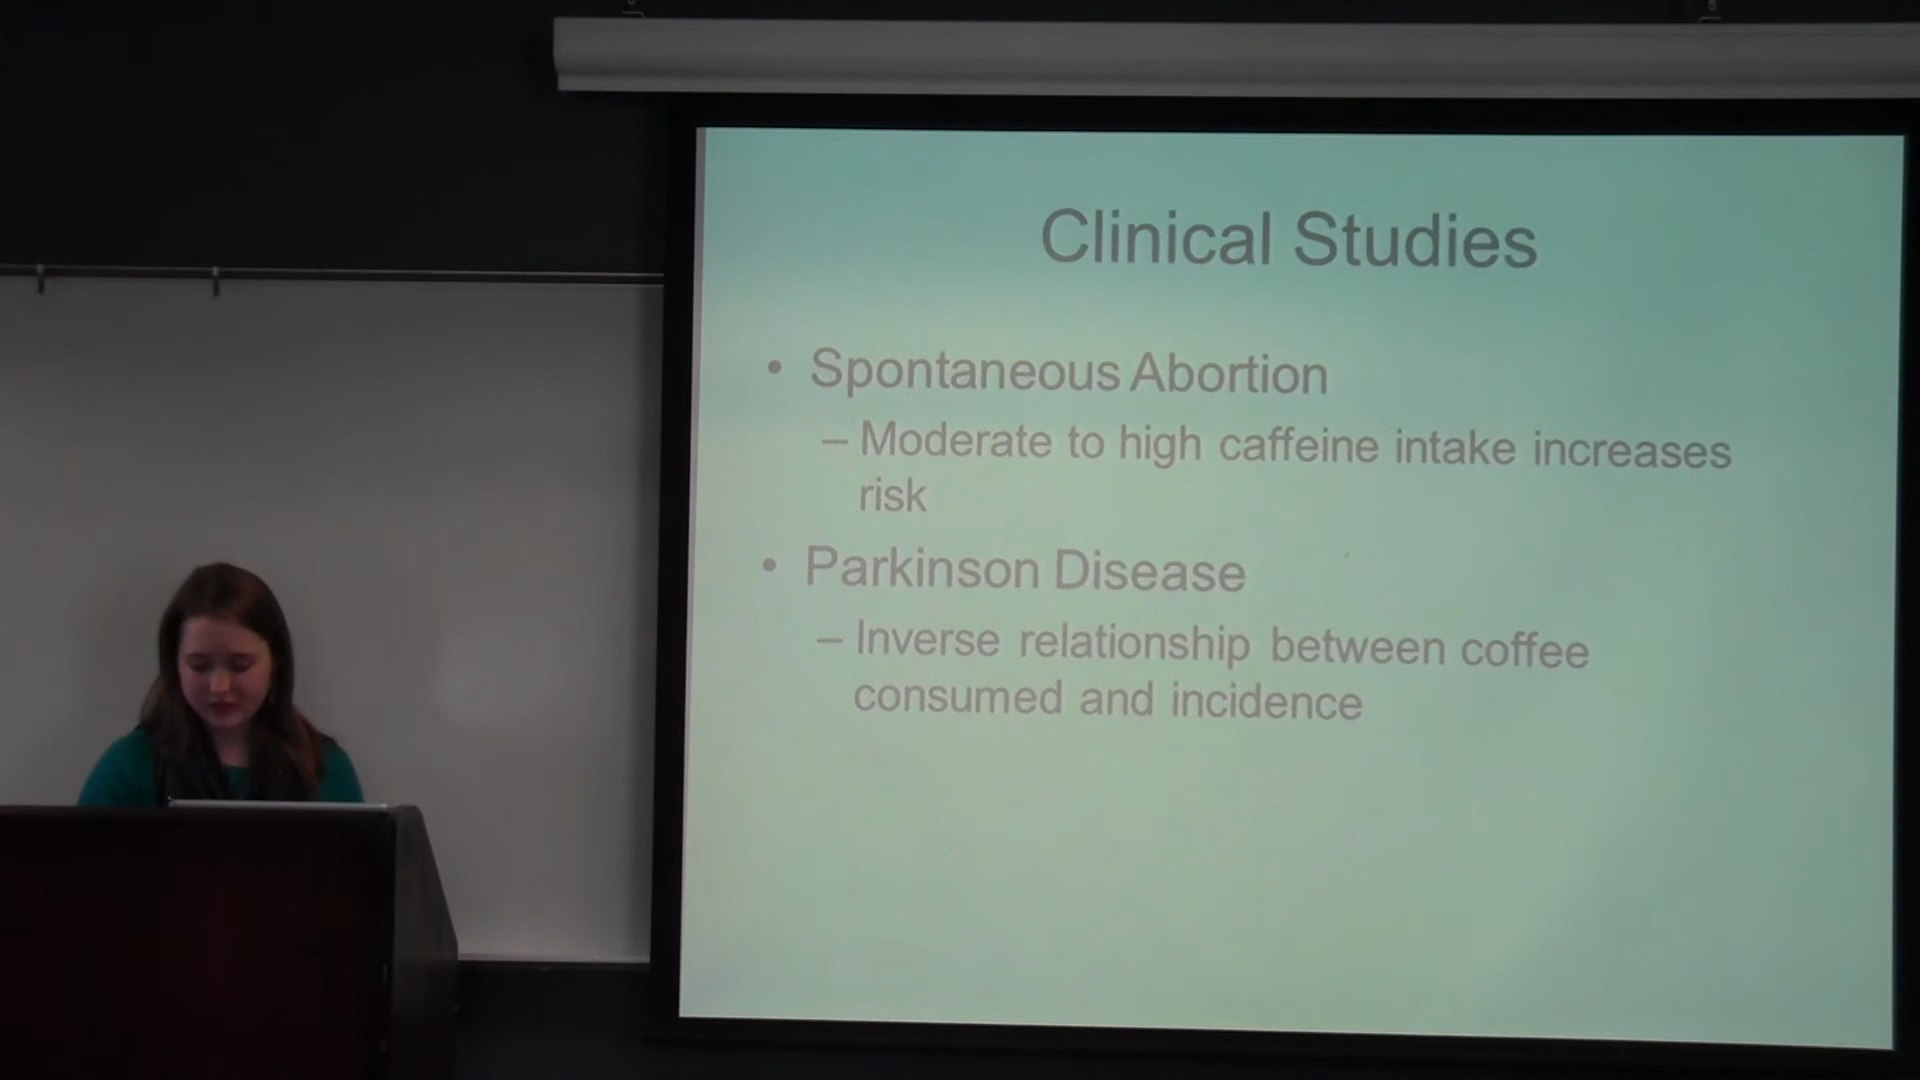 Clinical Studies
• Spontaneous Abortion
– Moderate to high caffeine intake increases
risk
• Parkinson Disease
– Inverse relationship between coffee
consumed and incidence